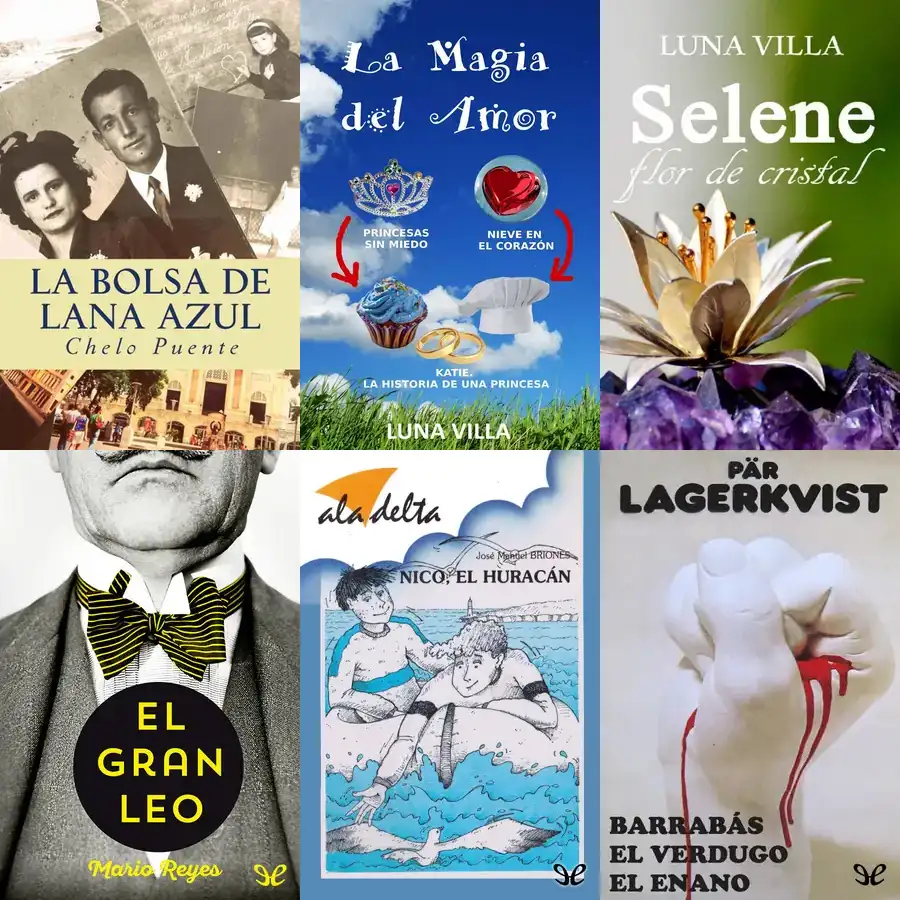 LA BOLSA DE
LANA AZUL
Chelo Puente
La Magia
del Amor
PRINCESAS
SIN MIEDO
NIEVE EN
EL CORAZÓN
KATIE.
LA HISTORIA DE UNA PRINCESA
LUNA VILLA
LUNA VILLA
Selene
flor de cristal
EL
GRAN
LEO
Mario Reyes
ala delta
José Manuel BRIONES
NICO, EL HURACÁN
PÄR
LAGERKVIST
BARRABÁS
EL VERDUGO
EL ENANO